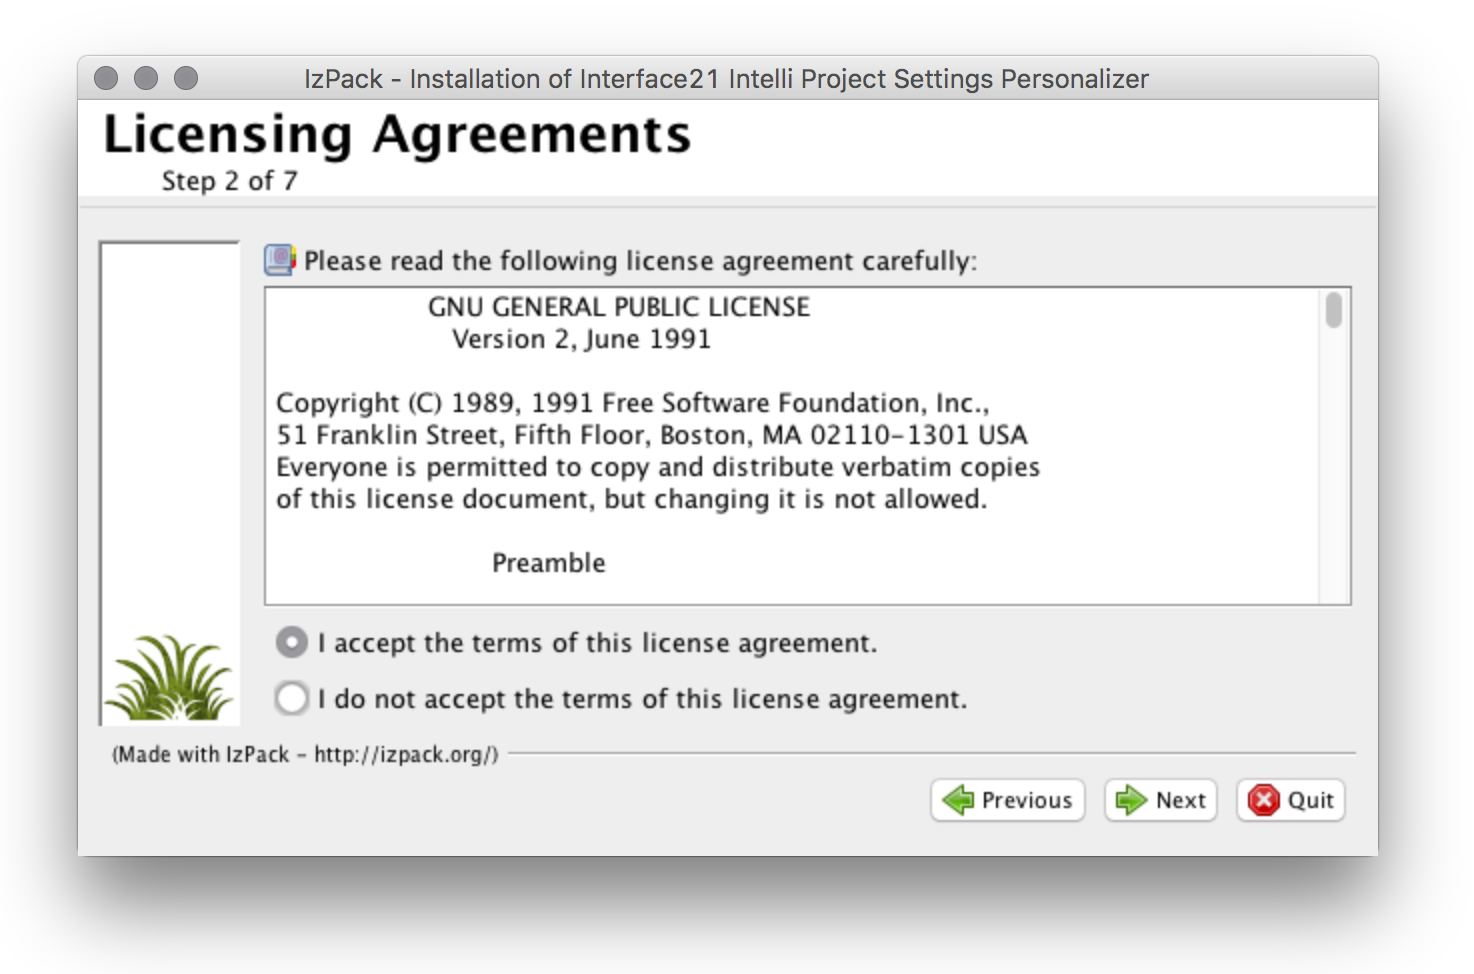 IzPack - Installation of Interface21 Intelli Project Settings Personalizer
Licensing Agreements
Step 2 of 7
Please read the following license agreement carefully:
GNU GENERAL PUBLIC LICENSE
Version 2, June 1991
Copyright (C) 1989, 1991 Free Software Foundation, Inc.,
51 Franklin Street, Fifth Floor, Boston, MA 02110-1301 USA
Everyone is permitted to copy and distribute verbatim copies
of this license document, but changing it is not allowed.
Preamble
I accept the terms of this license agreement.
I do not accept the terms of this license agreement.
(Made with IzPack - http://izpack.org/)
Previous Next Quit